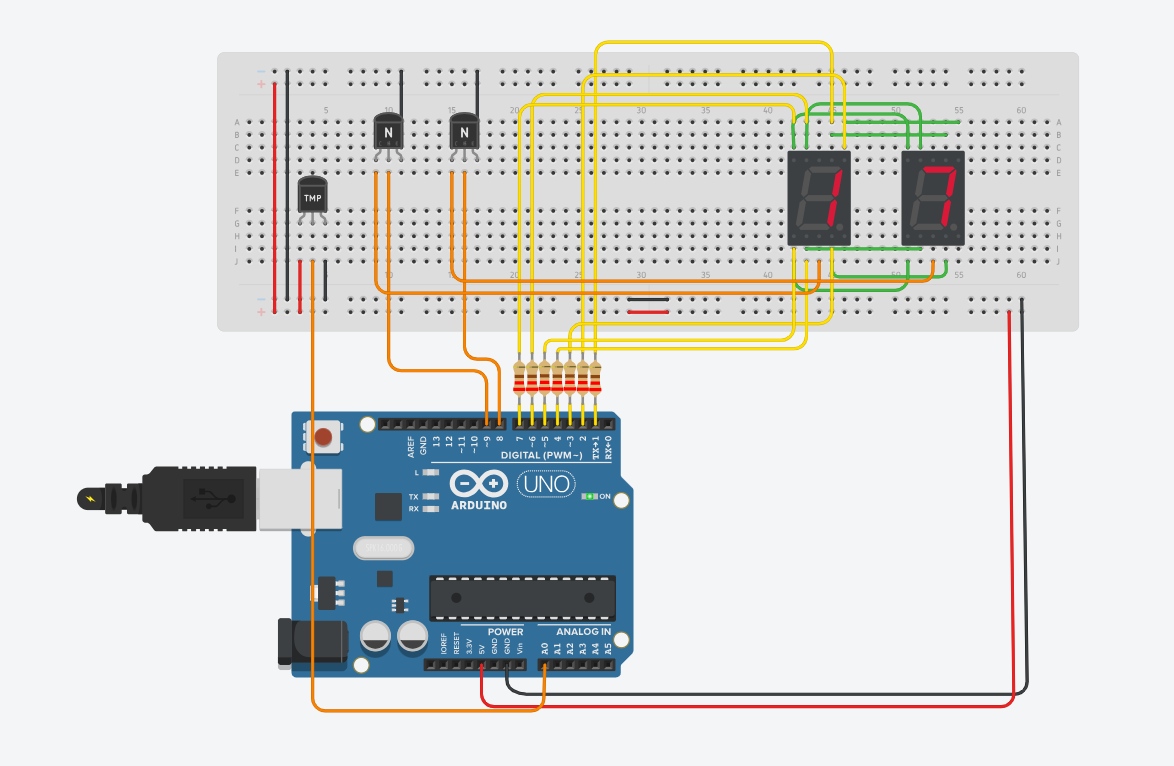 5 10 15 20 25 30 35 40 45 50 55 60
A A
B B
C C
D D
E E
N N
TMP
1 7
F F
G G
H H
I I
J J
5 10 15 20 25 30 35 40 45 50 55 60
AREF GND 13 12 ~11 ~10 ~9 8 7 ~6 ~5 4 ~3 2 TX→1 RX←0
DIGITAL (PWM~)
L
TX
RX
UNO
ON
ARDUINO
POWER ANALOG IN
IOREF RESET 3.3V 5V GND GND Vin A0 A1 A2 A3 A4 A5